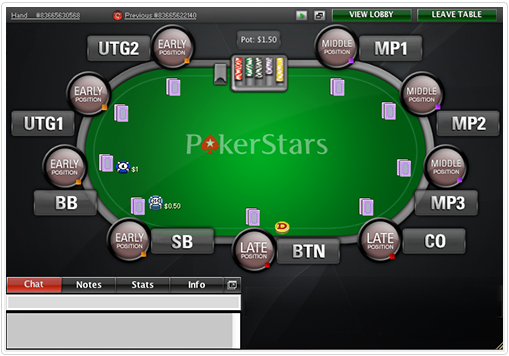 Hand #83665630568 Previous #83665622140 VIEW LOBBY LEAVE TABLE
Pot: $1.50
UTG2 EARLY POSITION MIDDLE POSITION MP1
EARLY POSITION MIDDLE POSITION
UTG1 MP2
PokerStars
EARLY POSITION MIDDLE POSITION
$1
BB MP3
$0.50
EARLY POSITION SB LATE POSITION BTN LATE POSITION CO
D
Chat Notes Stats Info